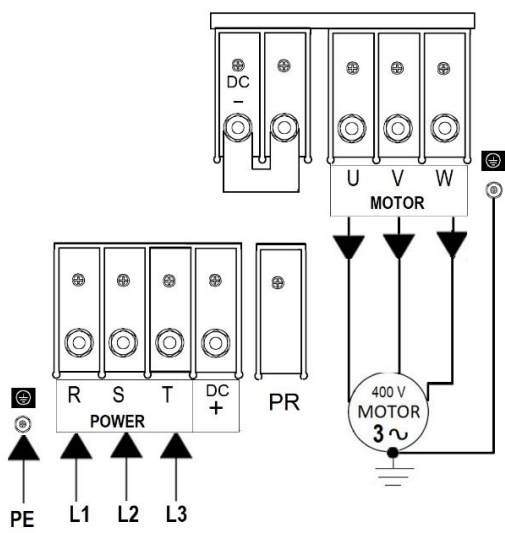 DC
-
U V W
MOTOR
R S T DC
+
POWER
PR
400 V
MOTOR
3 ~
PE L1 L2 L3